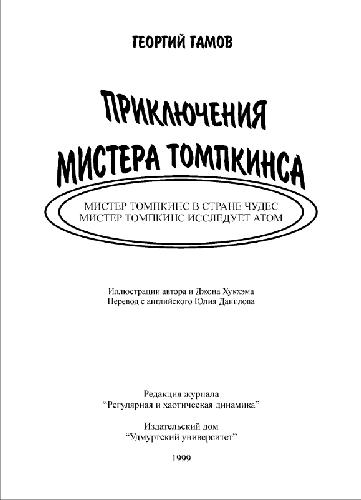 ГЕОРГИЙ ГАМОВ
ПРИКЛЮЧЕНИЯ
МИСТЕРА ТОМПКИНСА
МИСТЕР ТОМПКИНС В СТРАНЕ ЧУДЕС
МИСТЕР ТОМПКИНС ИССЛЕДУЕТ АТОМ
Иллюстрации автора и Джона Хукхэма
Перевод с английского Юлия Данилова
Редакция журнала
“Регулярная и хаотическая динамика”
Издательский дом
“Удмуртский университет”
1999